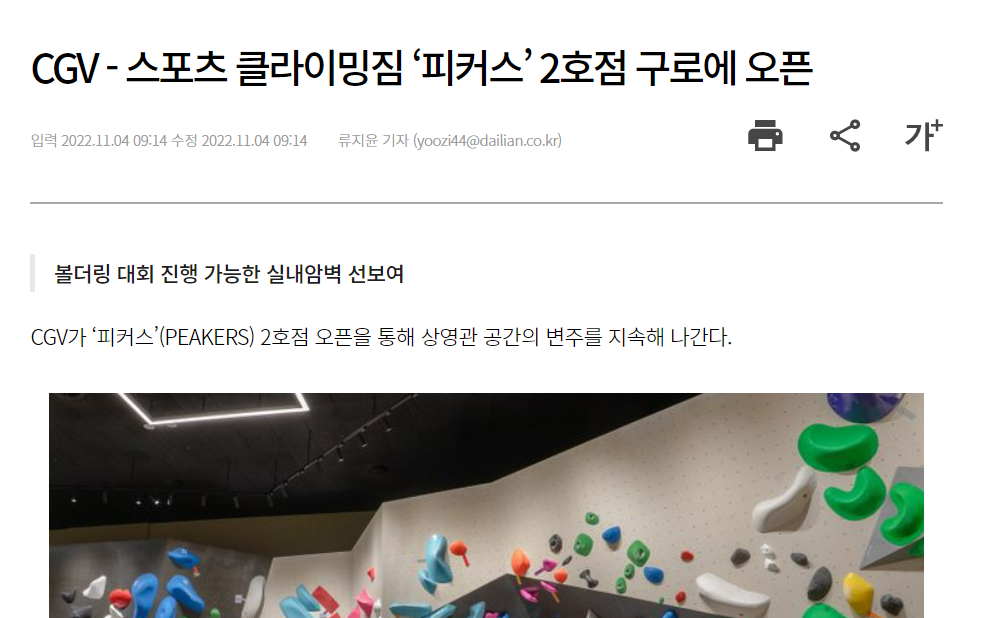 CGV - 스포츠 클라이밍짐 ‘피커스’ 2호점 구로에 오픈
입력 2022.11.04 09:14 수정 2022.11.04 09:14 류지윤 기자 (yoozi44@dailian.co.kr)
가+
볼더링 대회 진행 가능한 실내암벽 선보여
CGV가 ‘피커스’(PEAKERS) 2호점 오픈을 통해 상영관 공간의 변주를 지속해 나간다.